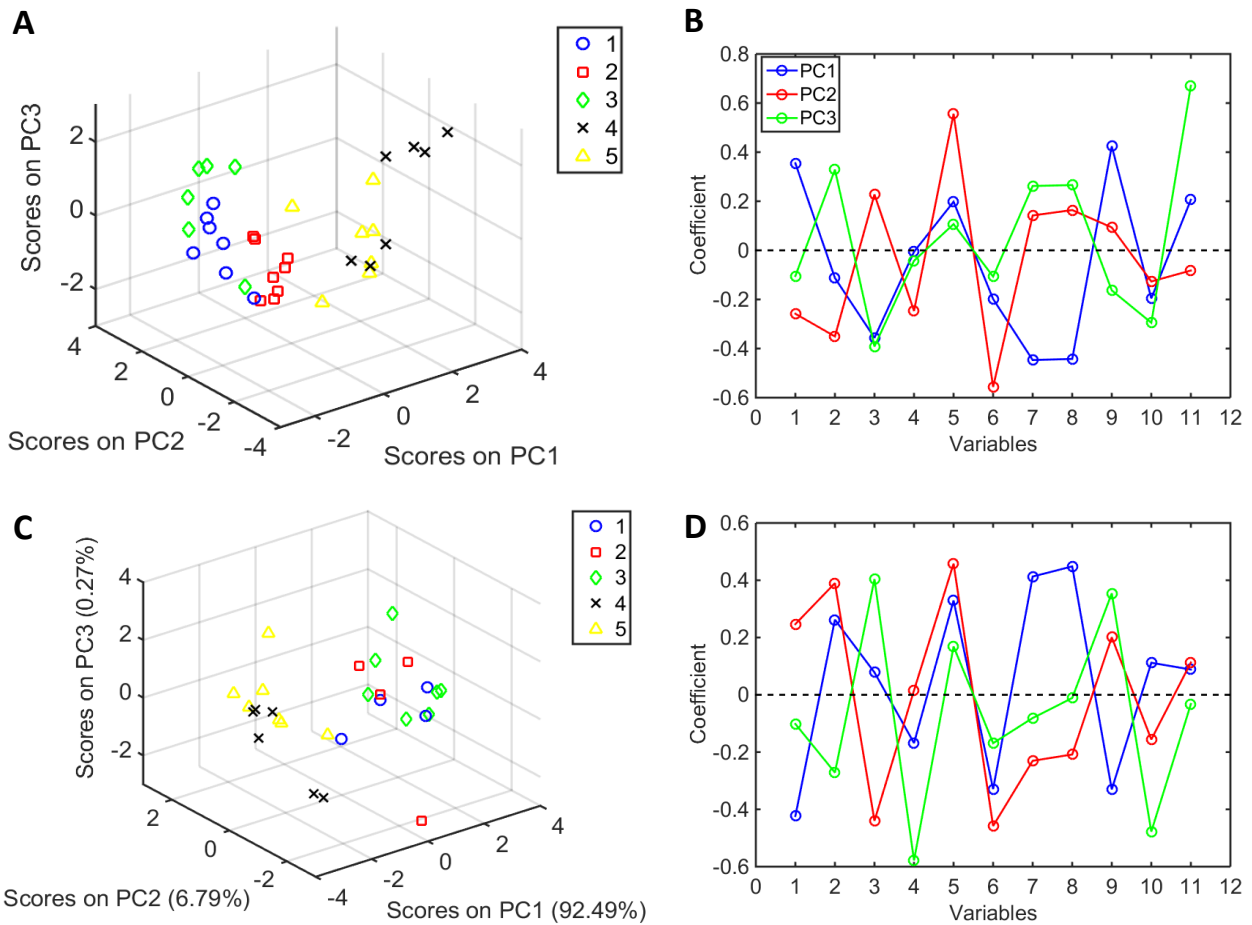 A
Scores on PC3
2
0
-2
4
2
0
-2
-4
-2
0
2
4
Scores on PC2
Scores on PC1
1
2
3
4
5
B
Coefficient
0.8
0.6
0.4
0.2
0
-0.2
-0.4
-0.6
PC1
PC2
PC3
0 1 2 3 4 5 6 7 8 9 10 11 12
Variables
C
Scores on PC3 (0.27%)
4
2
0
-2
2
0
-2
-4
-2
0
2
4
Scores on PC2 (6.79%)
Scores on PC1 (92.49%)
1
2
3
4
5
D
Coefficient
0.6
0.4
0.2
0
-0.2
-0.4
-0.6
0 1 2 3 4 5 6 7 8 9 10 11 12
Variables